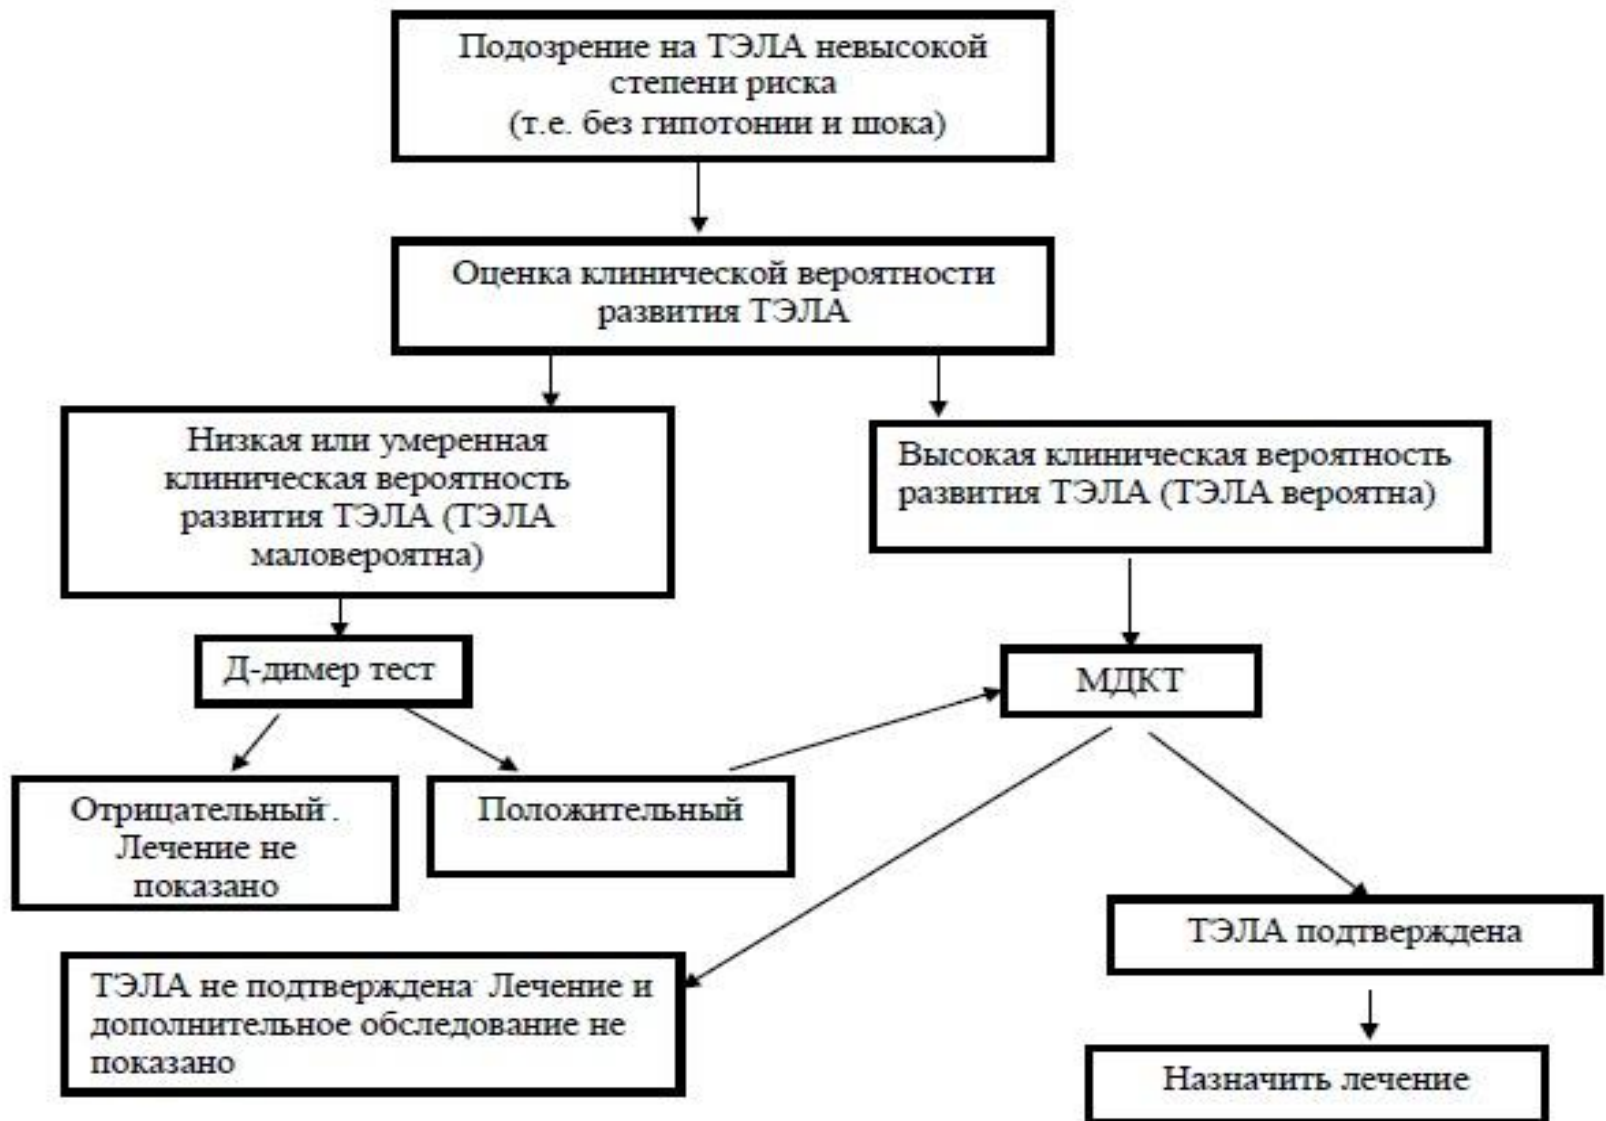 Подозрение на ТЭЛА невысокой
степени риска
(т.е. без гипотонии и шока)
Оценка клинической вероятности
развития ТЭЛА
Низкая или умеренная
клиническая вероятность
развития ТЭЛА (ТЭЛА
маловероятна)
Высокая клиническая вероятность
развития ТЭЛА (ТЭЛА вероятна)
Д-димер тест
МДКТ
Отрицательный.
Лечение не
показано
Положительный
ТЭЛА подтверждена
ТЭЛА не подтверждена Лечение и
дополнительное обследование не
показано
Назначить лечение